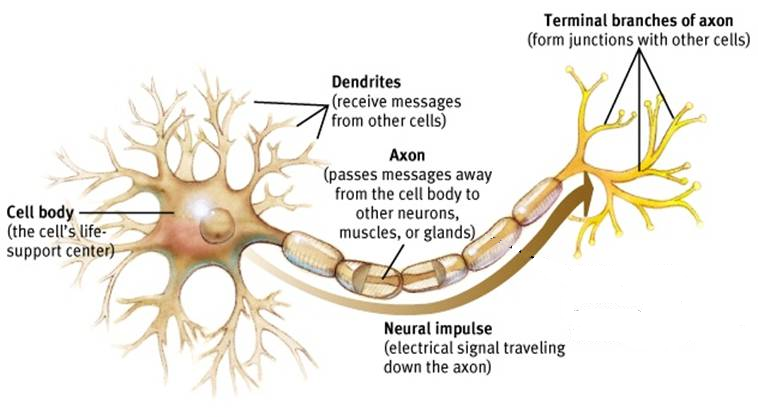 Terminal branches of axon
(form junctions with other cells)
Dendrites
(receive messages
from other cells)
Axon
(passes messages away
from the cell body to
other neurons,
muscles, or glands)
Cell body
(the cell's life-
support center)
Neural impulse
(electrical signal traveling
down the axon)